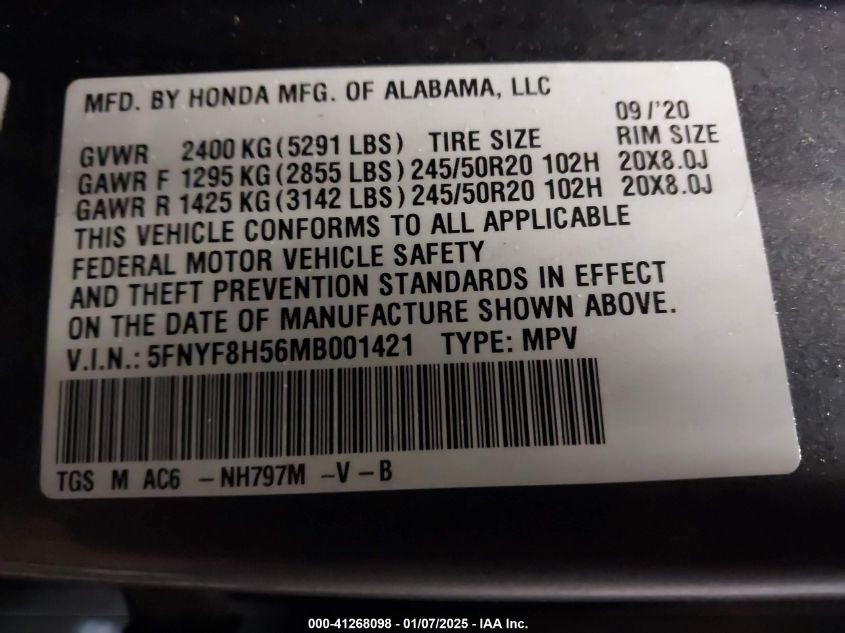 MFD. BY HONDA MFG. OF ALABAMA, LLC
09/'20
GVWR 2400 KG (5291 LBS) TIRE SIZE RIM SIZE
GAWR F 1295 KG (2855 LBS) 245/50R20 102H 20X8.0J
GAWR R 1425 KG (3142 LBS) 245/50R20 102H 20X8.0J
THIS VEHICLE CONFORMS TO ALL APPLICABLE
FEDERAL MOTOR VEHICLE SAFETY
AND THEFT PREVENTION STANDARDS IN EFFECT
ON THE DATE OF MANUFACTURE SHOWN ABOVE.
V.I.N.: 5FNYF8H56MB001421 TYPE: MPV
TGS M AC6 -NH797M -V-B
000-41268098 - 01/07/2025 - IAA Inc.